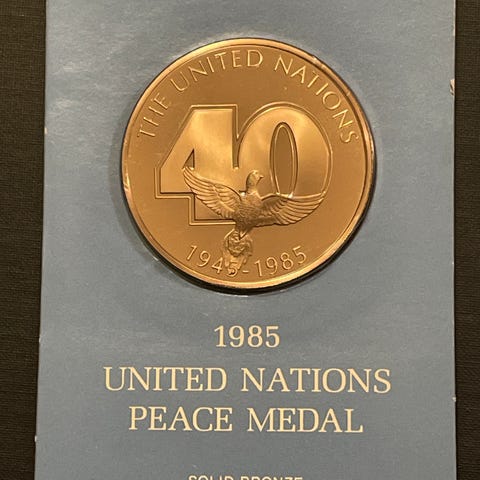 THE UNITED NATIONS
40
1945-1985
1985
UNITED NATIONS
PEACE MEDAL
SOLID BRONZE